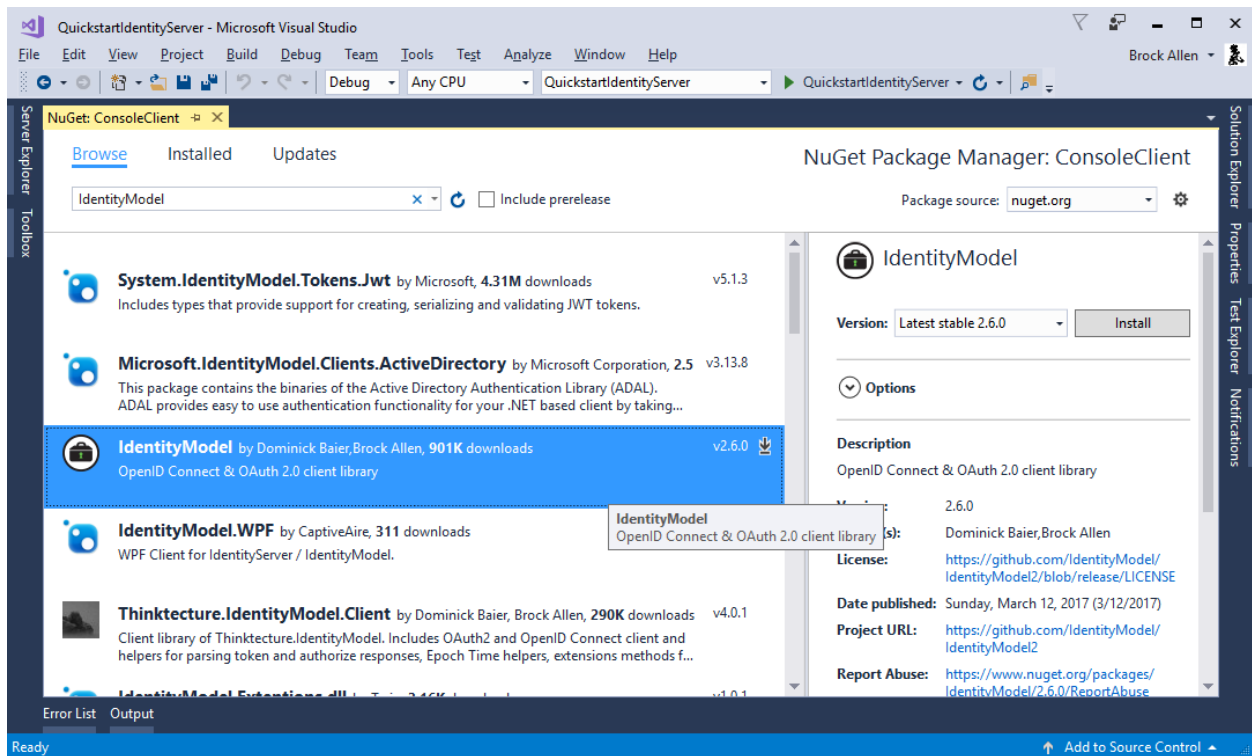 QuickstartIdentityServer - Microsoft Visual Studio
File Edit View Project Build Debug Team Tools Test Analyze Window Help
Brock Allen
Debug Any CPU QuickstartIdentityServer QuickstartIdentityServer
Server Explorer
Toolbox
NuGet: ConsoleClient
Browse Installed Updates
NuGet Package Manager: ConsoleClient
IdentityModel
Include prerelease
Package source: nuget.org
System.IdentityModel.Tokens.Jwt by Microsoft, 4.31M downloads v5.1.3
Includes types that provide support for creating, serializing and validating JWT tokens.
Microsoft.IdentityModel.Clients.ActiveDirectory by Microsoft Corporation, 2.5 v3.13.8
This package contains the binaries of the Active Directory Authentication Library (ADAL).
ADAL provides easy to use authentication functionality for your .NET based client by taking...
IdentityModel by Dominick Baier,Brock Allen, 901K downloads v2.6.0
OpenID Connect & OAuth 2.0 client library
IdentityModel.WPF by CaptiveAire, 311 downloads
WPF Client for IdentityServer / IdentityModel.
IdentityModel
OpenID Connect & OAuth 2.0 client library
Thinktecture.IdentityModel.Client by Dominick Baier, Brock Allen, 290K downloads v4.0.1
Client library of Thinktecture.IdentityModel. Includes OAuth2 and OpenID Connect client and
helpers for parsing token and authorize responses, Epoch Time helpers, extensions methods f...
IdentityModel
Version: Latest stable 2.6.0 Install
Options
Description
OpenID Connect & OAuth 2.0 client library
2.6.0
Dominick Baier,Brock Allen
License: https://github.com/IdentityModel/
IdentityModel2/blob/release/LICENSE
Date published: Sunday, March 12, 2017 (3/12/2017)
Project URL: https://github.com/IdentityModel/
IdentityModel2
Report Abuse: https://www.nuget.org/packages/
IdentityModel/2.6.0/ReportAbuse
Solution Explorer
Properties
Test Explorer
Notifications
Error List Output
Ready
Add to Source Control